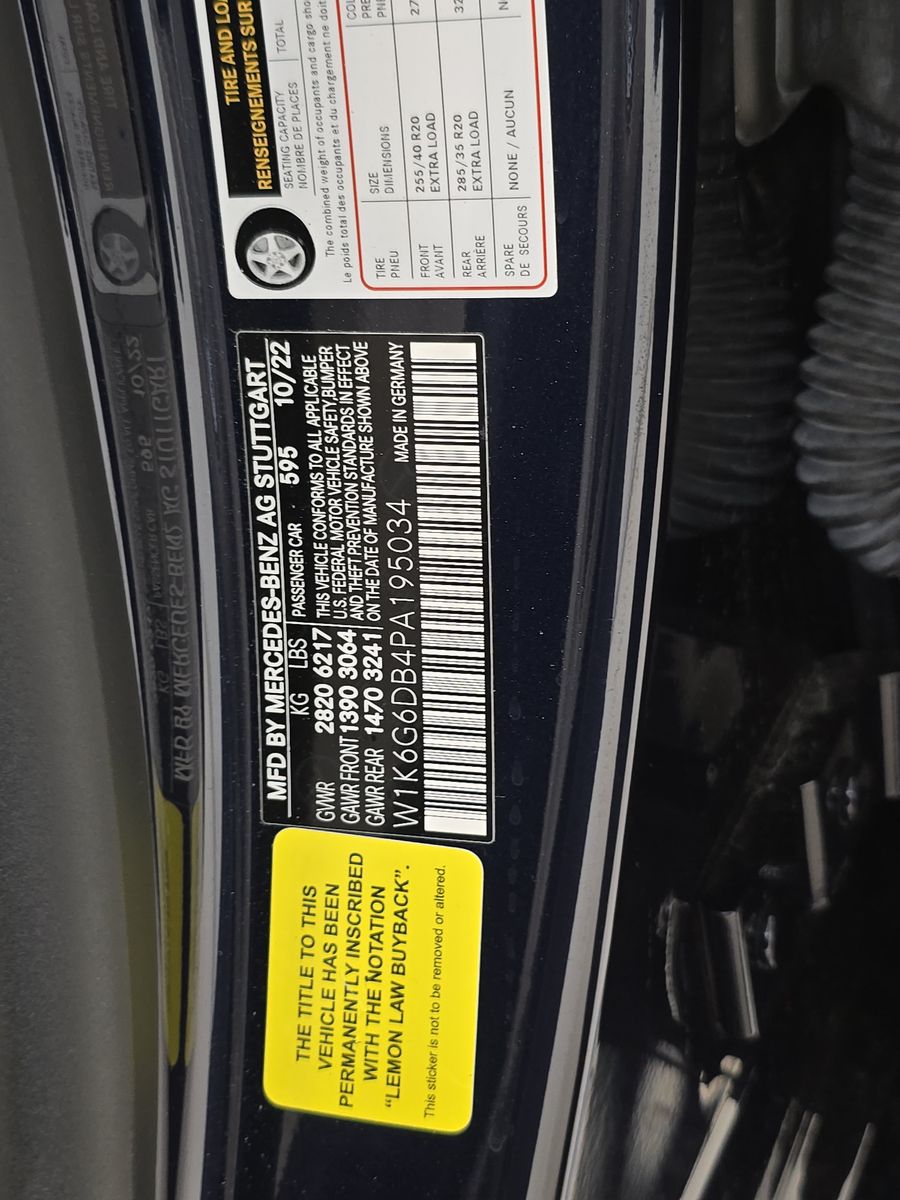 THE TITLE TO THIS
VEHICLE HAS BEEN
PERMANENTLY INSCRIBED
WITH THE NOTATION
“LEMON LAW BUYBACK”.
This sticker is not to be removed or altered.
MFD BY MERCEDES-BENZ AG STUTTGART
KG LBS PASSENGER CAR 595 10/22
GVWR 2820 6217 THIS VEHICLE CONFORMS TO ALL APPLICABLE
U.S. FEDERAL MOTOR VEHICLE SAFETY,BUMPER
GAWR FRONT 1390 3064 AND THEFT PREVENTION STANDARDS IN EFFECT
GAWR REAR 1470 3241 ON THE DATE OF MANUFACTURE SHOWN ABOVE
W1K6G6DB4PA195034 MADE IN GERMANY
TIRE AND
RENSEIGNEMENTS SUR
SEATING CAPACITY TOTAL
NOMBRE DE PLACES
The combined weight of occupants and cargo
Le poids total des occupants et du chargement ne doit
TIRE SIZE
PNEU DIMENSIONS
FRONT 255/40 R20
AVANT EXTRA LOAD
REAR 285/35 R20
ARRIÈRE EXTRA LOAD
SPARE NONE / AUCUN
DE SECOURS